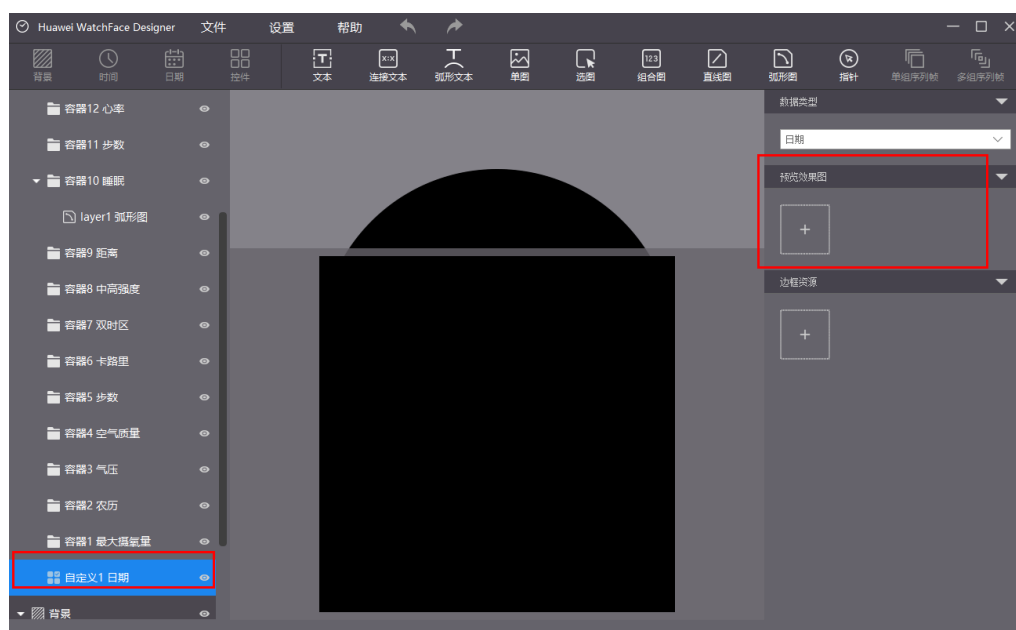 Huawei WatchFace Designer 文件 设置 帮助
背景 时间 日期 控件 文本 连接文本 弧形文本 单图 选图 组合图 直线图 弧形图 指针 单组序列帧 多组序列帧
容器12 心率
容器11 步数
容器10 睡眠
layer1 弧形图
容器9 距离
容器8 中高强度
容器7 双时区
容器6 卡路里
容器5 步数
容器4 空气质量
容器3 气压
容器2 农历
容器1 最大摄氧量
自定义1 日期
背景
数据类型
日期
预览效果图
+
边框资源
+